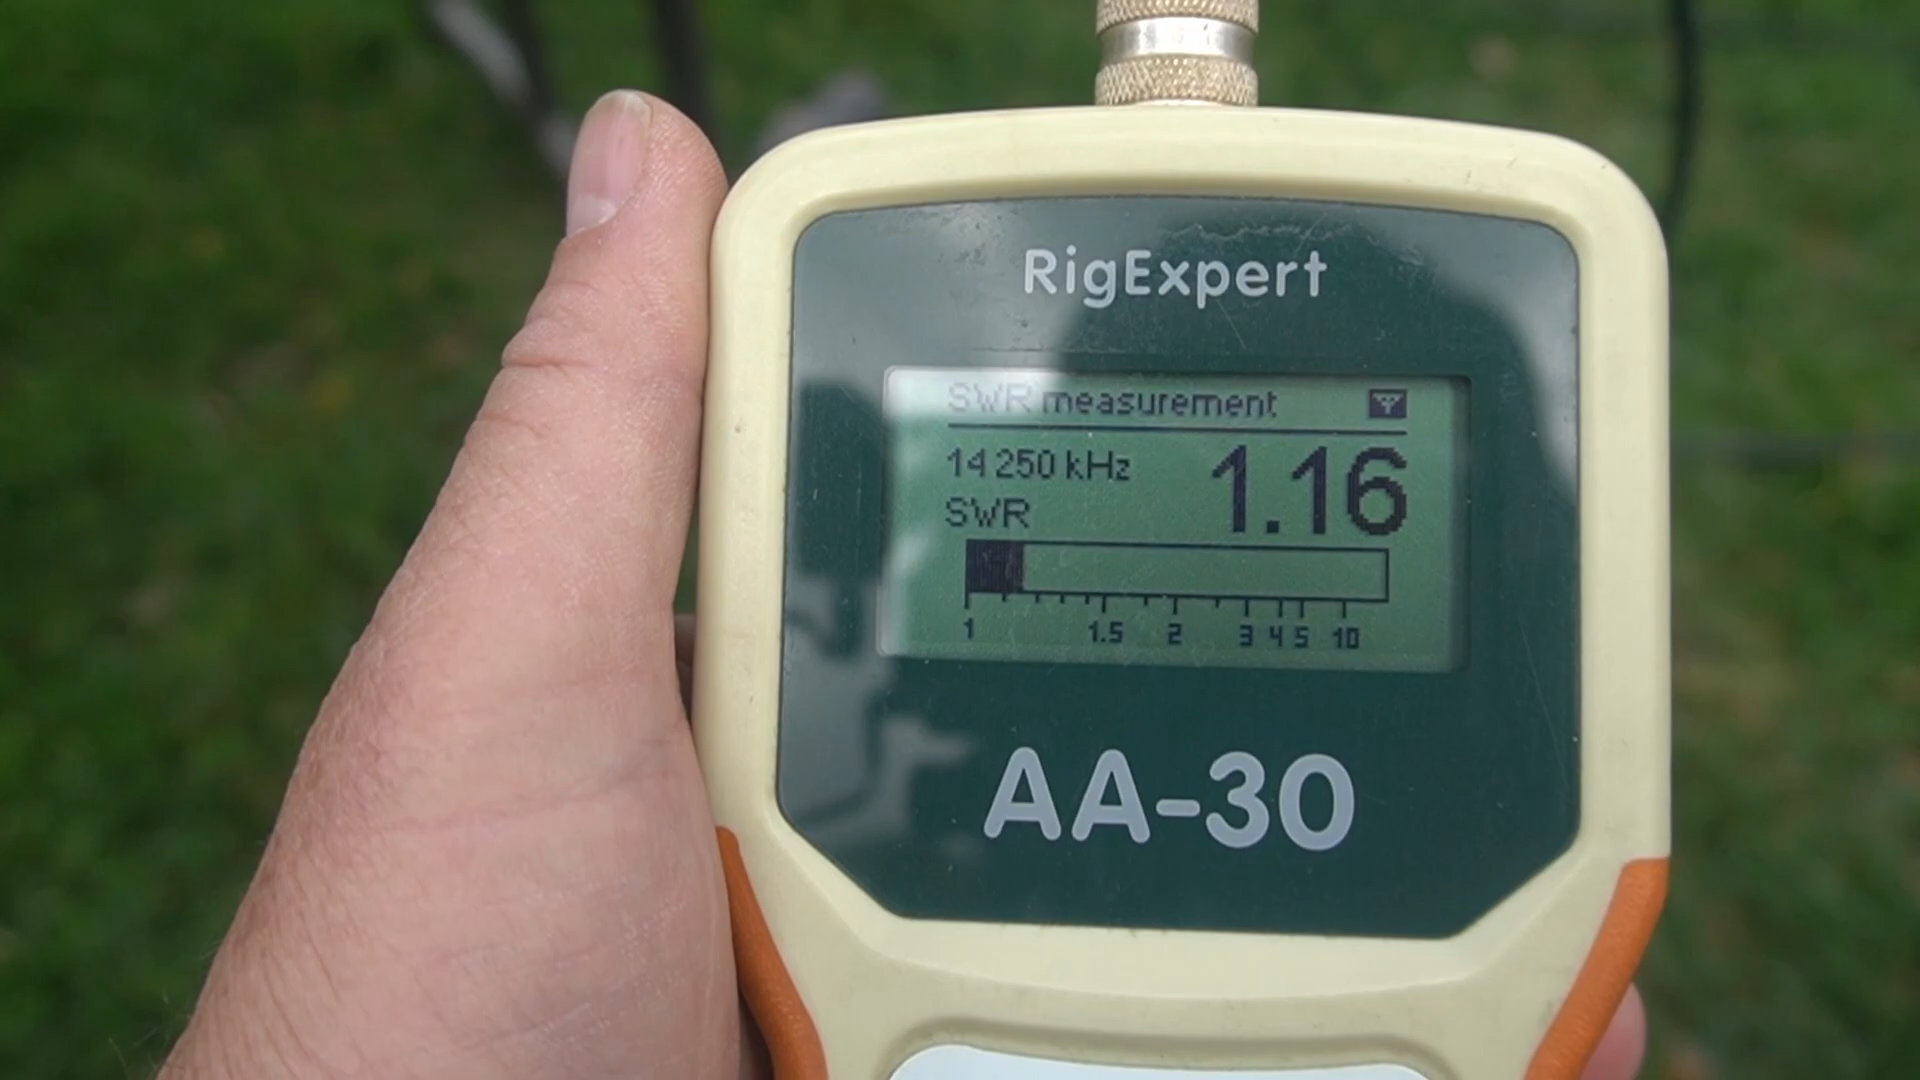 RigExpert
SWR measurement
14 250 kHz
1.16
SWR
1 1.5 2 3 4 5 10
AA-30